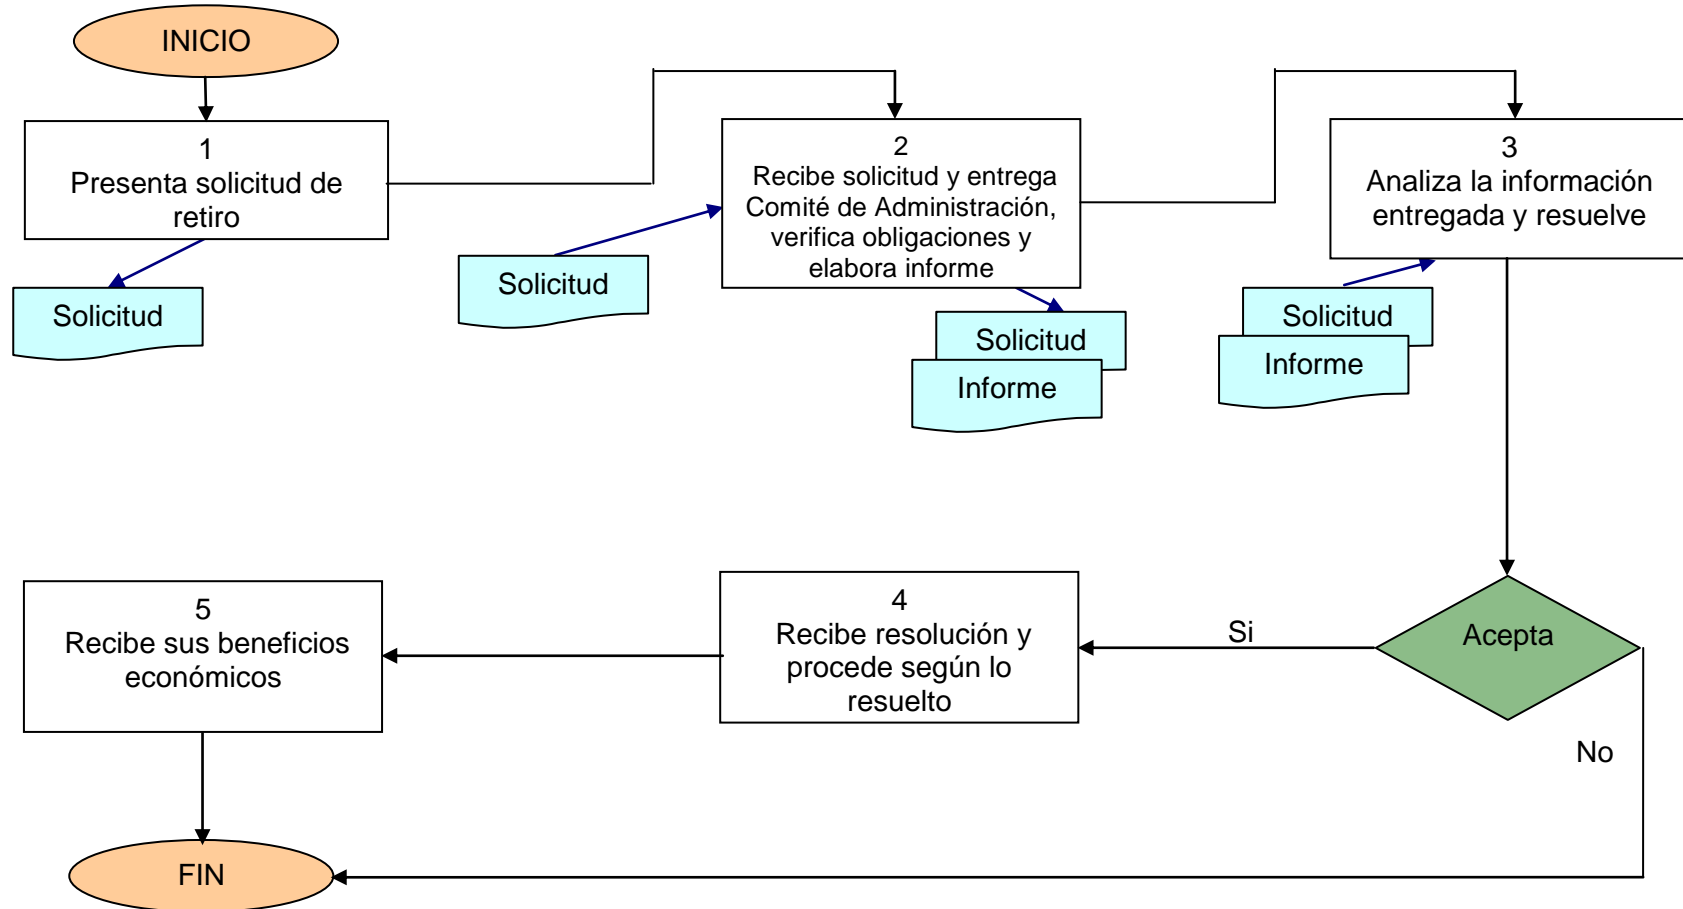 INICIO
1
Presenta solicitud de
retiro
Solicitud
2
Recibe solicitud y entrega
Comité de Administración,
verifica obligaciones y
elabora informe
Solicitud
Solicitud
Informe
3
Analiza la información
entregada y resuelve
Solicitud
Informe
Acepta
Si
No
4
Recibe resolución y
procede según lo
resuelto
5
Recibe sus beneficios
económicos
FIN